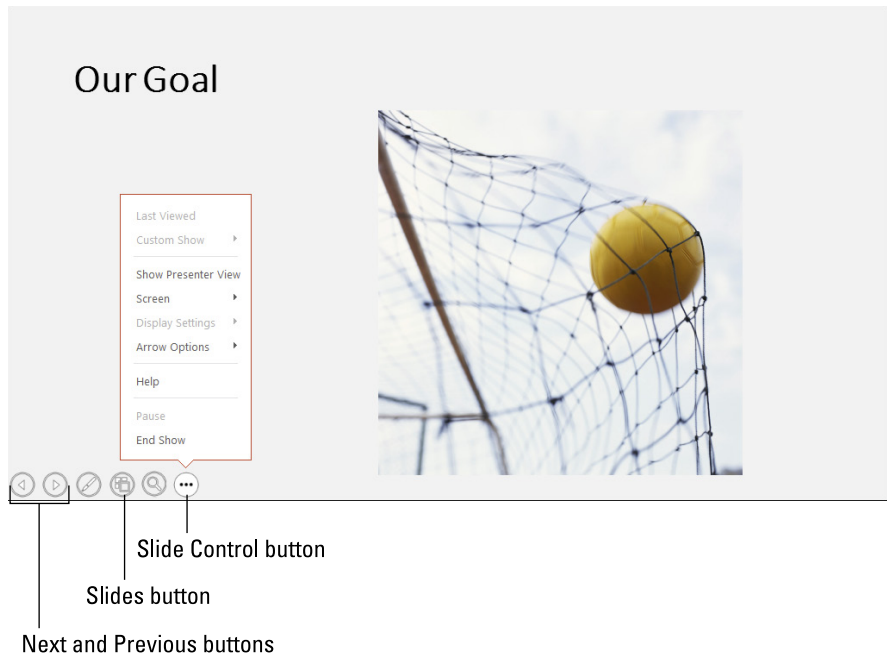 Our Goal
Last Viewed
Custom Show
Show Presenter View
Screen
Display Settings
Arrow Options
Help
Pause
End Show
Slide Control button
Slides button
Next and Previous buttons